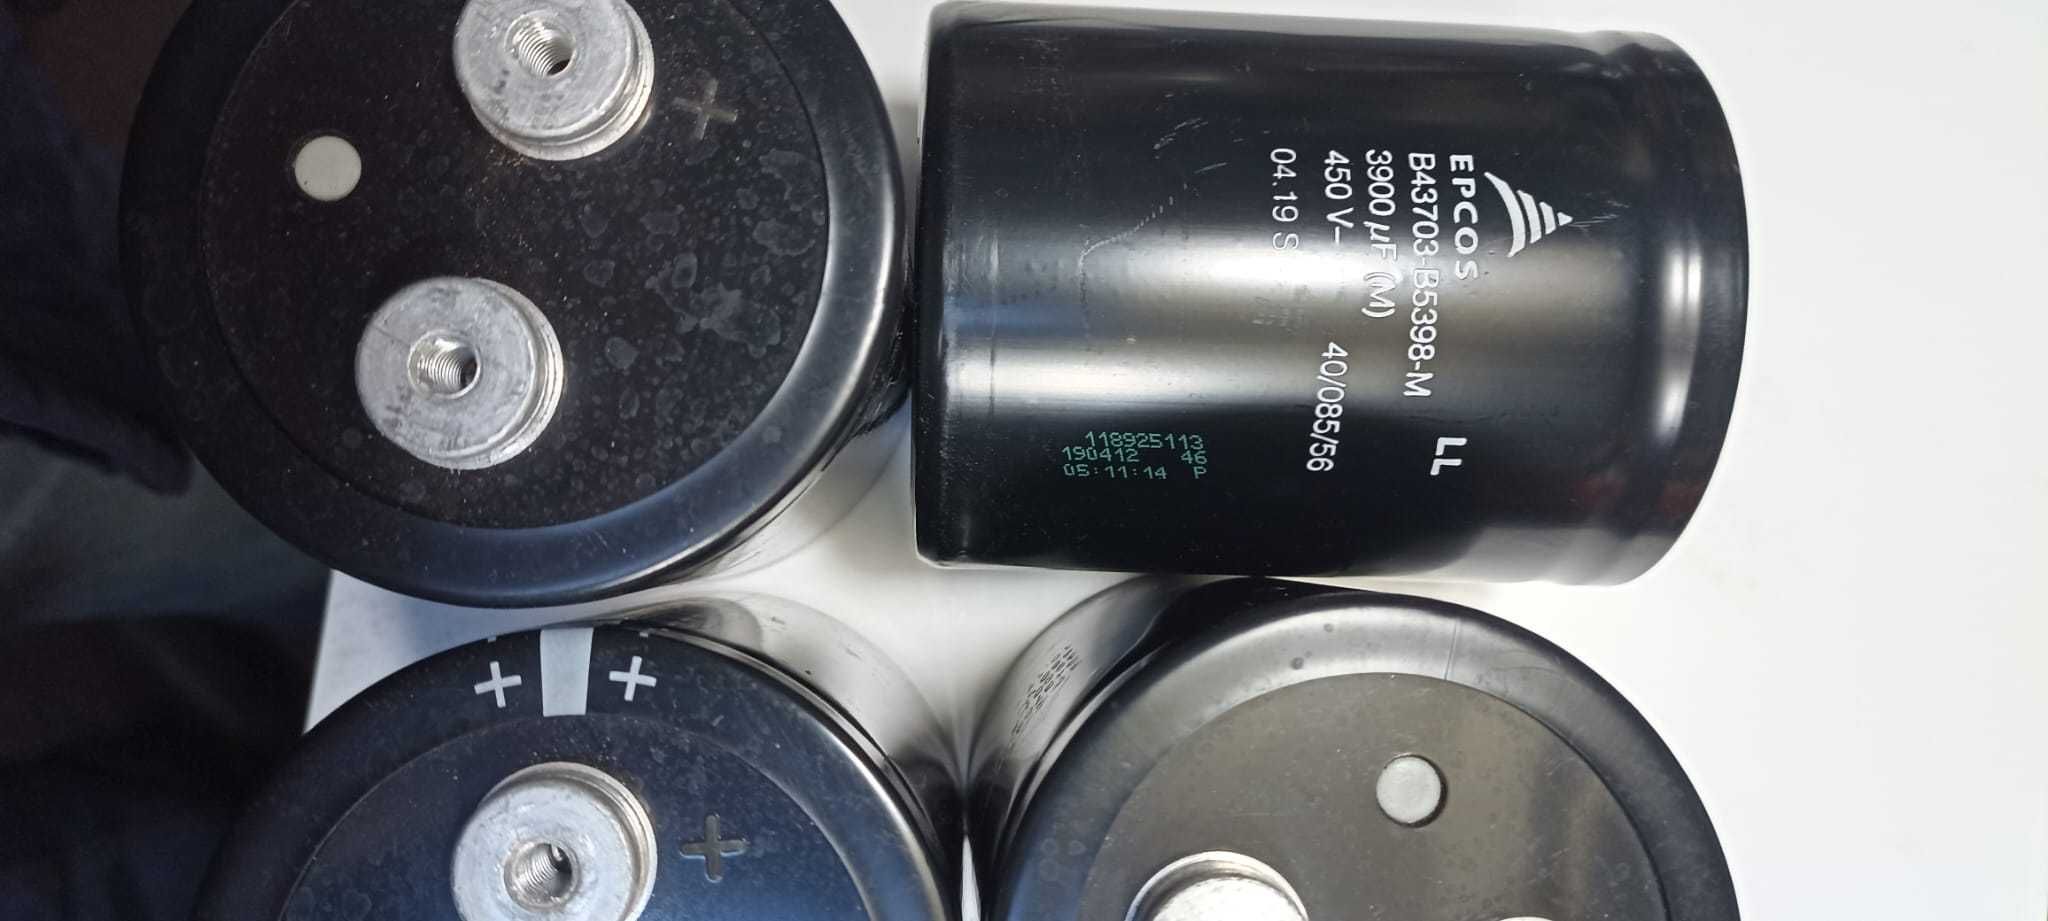 EPCOS
B43703-B5398-M LL
3900 µF (M)
450 V– 40/085/56
04.19 S
118925113
190412 46
05:11:14 P
+
+ +
+